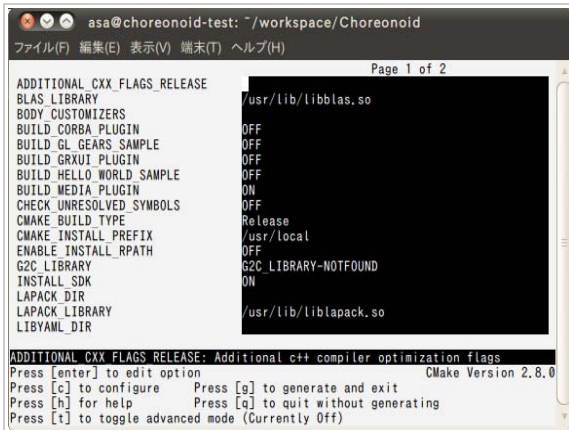 asa@choreonoid-test: ~/workspace/Choreonoid
ファイル(F) 編集(E) 表示(V) 端末(T) ヘルプ(H)
Page 1 of 2
ADDITIONAL_CXX_FLAGS_RELEASE
BLAS_LIBRARY /usr/lib/libblas.so
BODY_CUSTOMIZERS
BUILD_CORBA_PLUGIN OFF
BUILD_GL_GEARS_SAMPLE OFF
BUILD_GRXUI_PLUGIN OFF
BUILD_HELLO_WORLD_SAMPLE OFF
BUILD_MEDIA_PLUGIN ON
CHECK_UNRESOLVED_SYMBOLS OFF
CMAKE_BUILD_TYPE Release
CMAKE_INSTALL_PREFIX /usr/local
ENABLE_INSTALL_RPATH OFF
G2C_LIBRARY G2C_LIBRARY-NOTFOUND
INSTALL_SDK ON
LAPACK_DIR
LAPACK_LIBRARY /usr/lib/liblapack.so
LIBYAML_DIR
ADDITIONAL_CXX_FLAGS_RELEASE: Additional c++ compiler optimization flags
Press [enter] to edit option CMake Version 2.8.0
Press [c] to configure Press [g] to generate and exit
Press [h] for help Press [q] to quit without generating
Press [t] to toggle advanced mode (Currently Off)